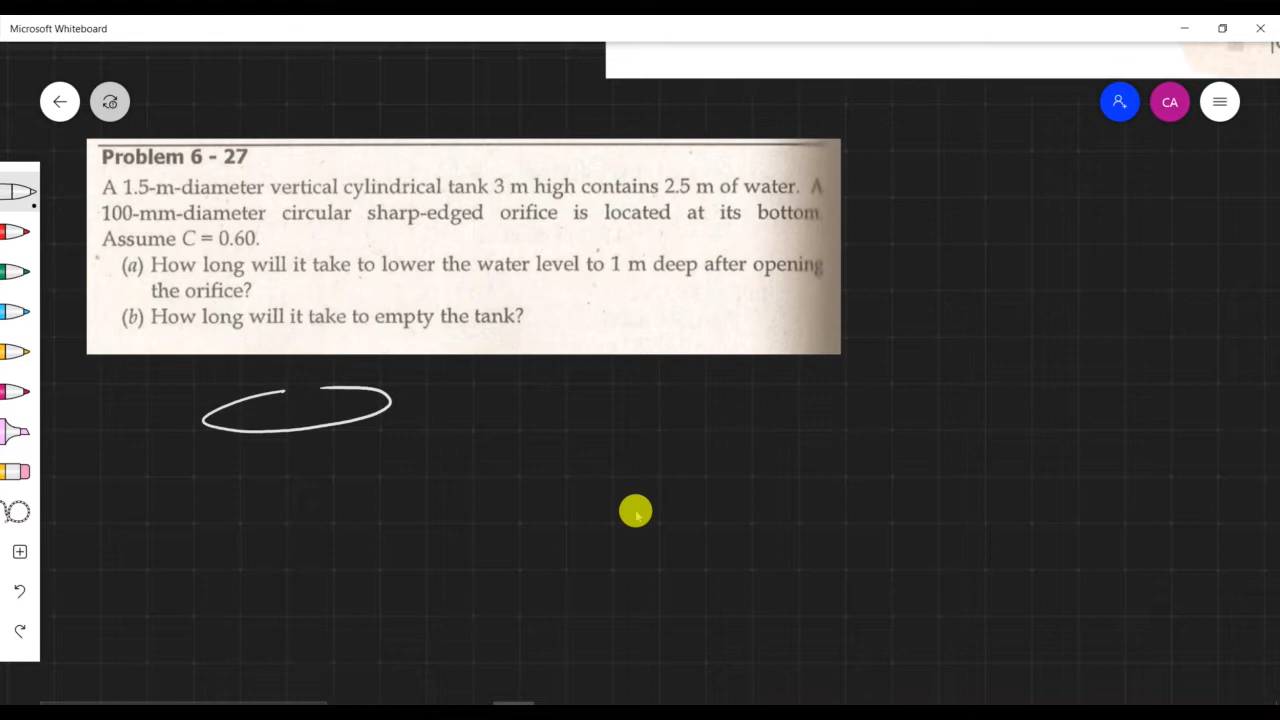 Microsoft Whiteboard
CA
Problem 6 - 27
A 1.5-m-diameter vertical cylindrical tank 3 m high contains 2.5 m of water. A
100-mm-diameter circular sharp-edged orifice is located at its bottom.
Assume C = 0.60.
(a) How long will it take to lower the water level to 1 m deep after opening
the orifice?
(b) How long will it take to empty the tank?